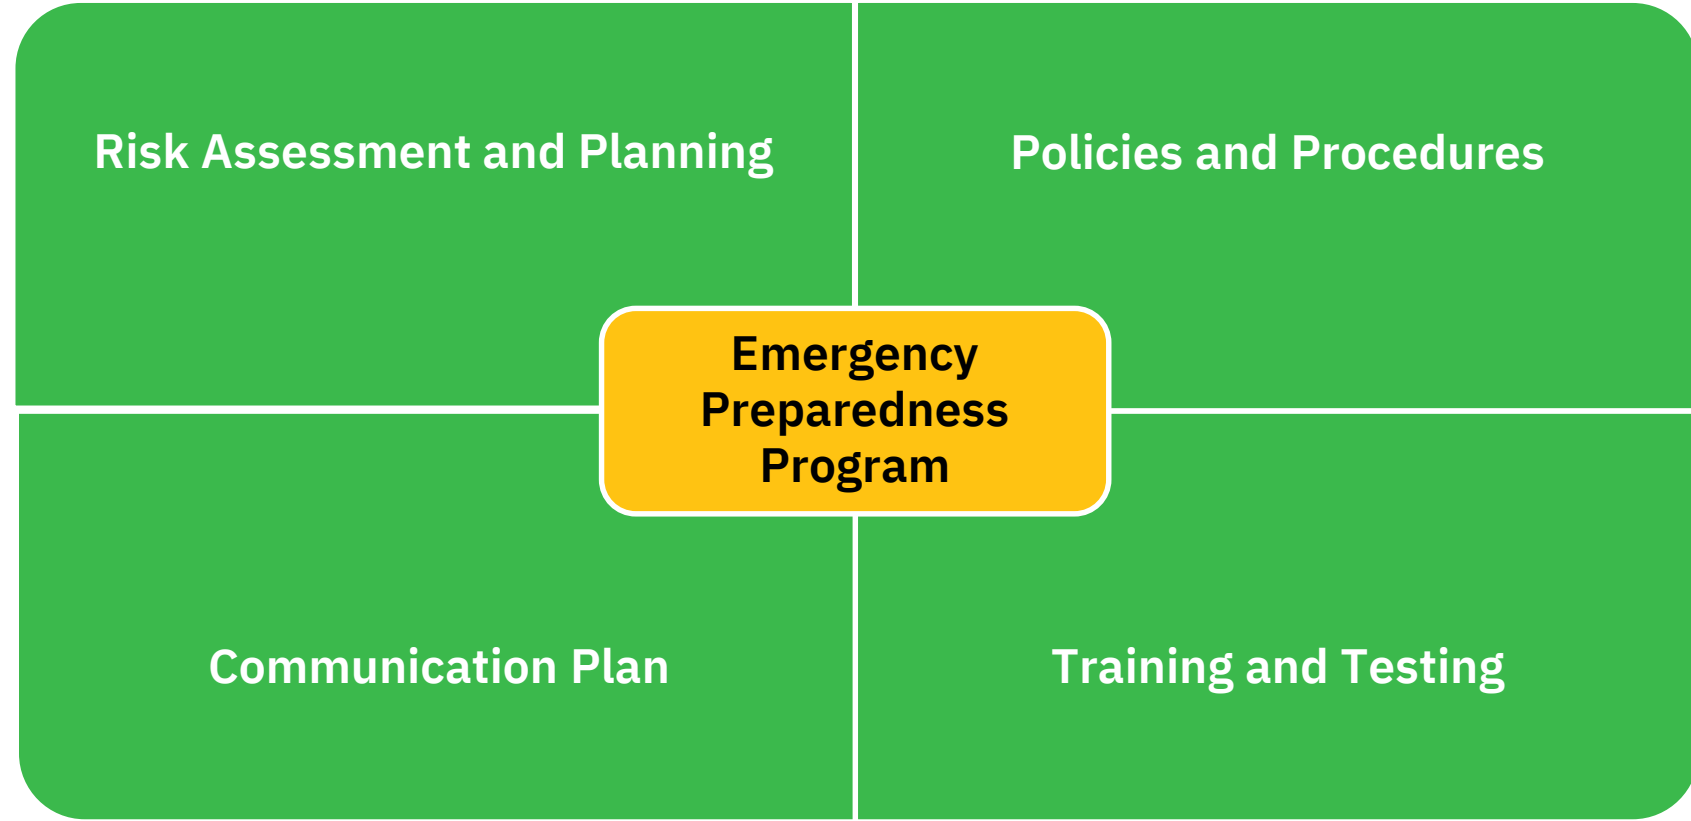 Risk Assessment and Planning
Policies and Procedures
Emergency
Preparedness
Program
Communication Plan
Training and Testing